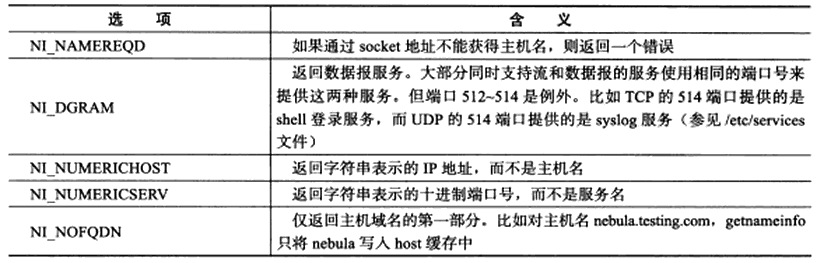 选 项 含 义
NI_NAMEREQD 如果通过 socket 地址不能获得主机名，则返回一个错误
返回数据报服务。大部分同时支持流和数据报的服务使用相同的端口号来
NI_DGRAM 提供这两种服务。但端口 512~514 是例外。比如 TCP 的 514 端口提供的是
shell 登录服务，而 UDP 的 514 端口提供的是 syslog 服务（参见 /etc/services
文件）
NI_NUMERICHOST 返回字符串表示的 IP 地址，而不是主机名
NI_NUMERICSERV 返回字符串表示的十进制端口号，而不是服务名
NI_NOFQDN 仅返回主机域名的第一部分。比如对主机名 nebula.testing.com，getnameinfo
只将 nebula 写入 host 缓存中